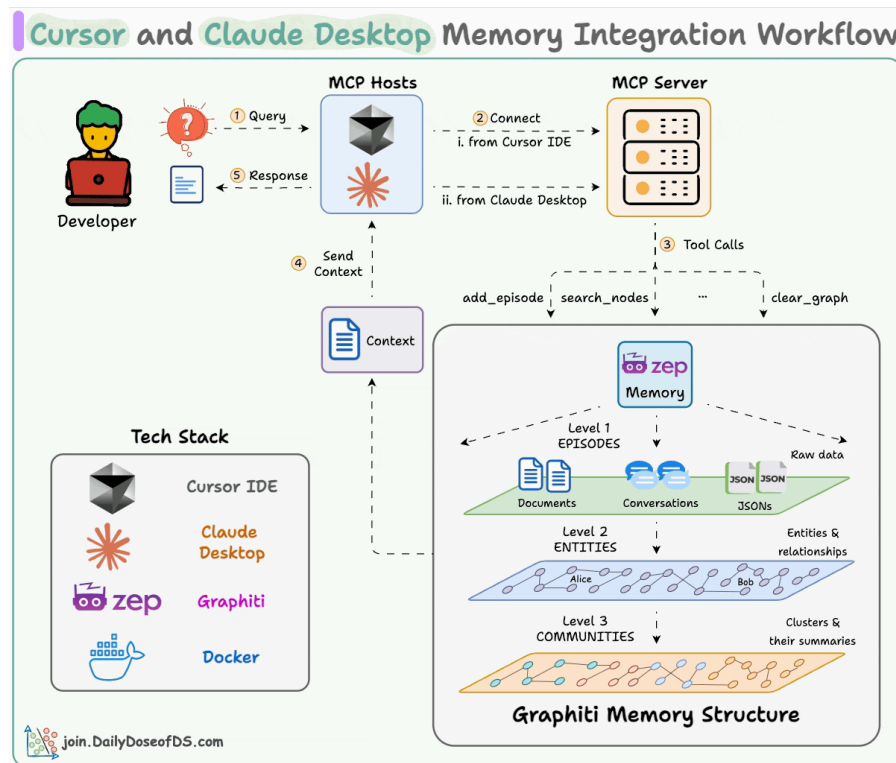 Cursor and Claude Desktop Memory Integration Workflow
MCP Hosts
MCP Server
?
1 Query
2 Connect
i. from Cursor IDE
5 Response
ii. from Claude Desktop
Developer
3 Tool Calls
4 Send
Context
add_episode
search_nodes
...
clear_graph
Context
zep
Memory
Tech Stack
Cursor IDE
Claude
Desktop
zep
Graphiti
Docker
Level 1
EPISODES
Raw data
JSON
JSON
Documents
Conversations
JSONs
Level 2
ENTITIES
Entities &
relationships
Alice
Bob
Level 3
COMMUNITIES
Clusters &
their summaries
Graphiti Memory Structure
join.DailyDoseofDS.com